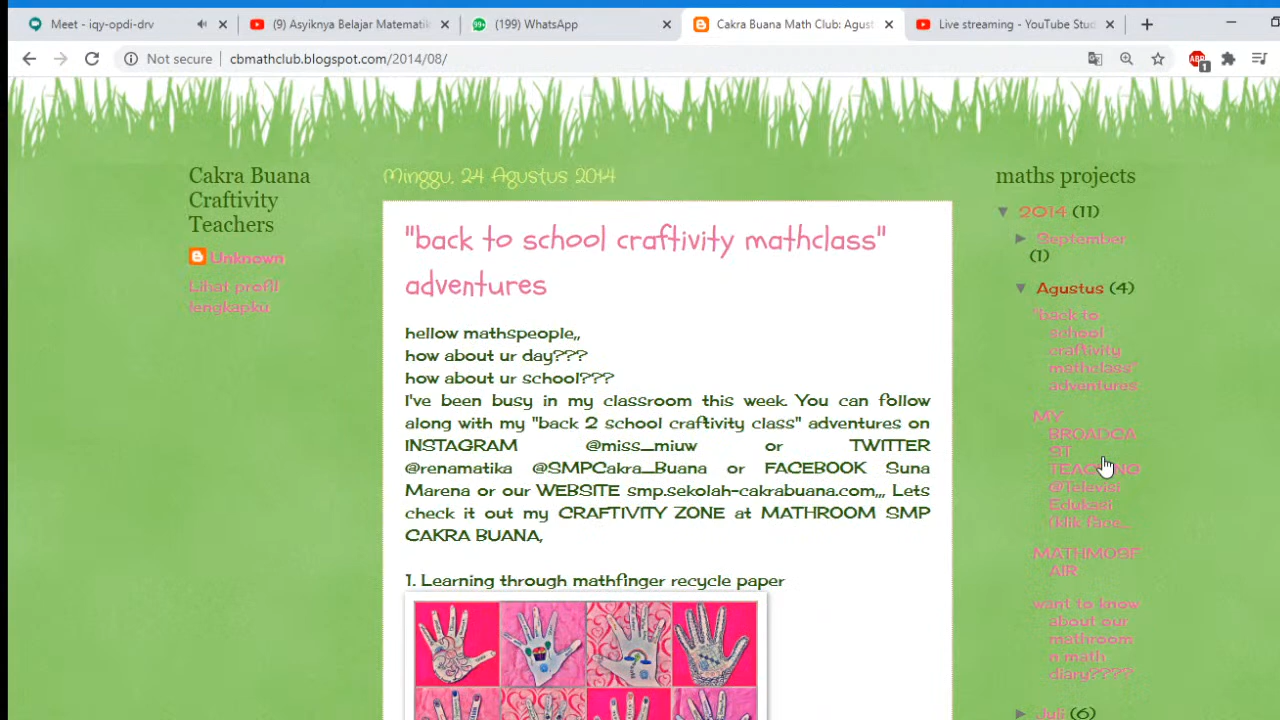 Meet - iqy-opdi-drv
(9) Asyiknya Belajar Matematik
(199) WhatsApp
Cakra Buana Math Club: Agust
Live streaming - YouTube Stud
Not secure
cbmathclub.blogspot.com/2014/08/
ABP
1
Cakra Buana
Craftivity
Teachers
Unknown
Lihat profil
lengkapku
Minggu, 24 Agustus 2014
"back to school craftivity mathclass"
adventures
hellow mathspeople,,
how about ur day???
how about ur school???
I've been busy in my classroom this week. You can follow
along with my "back 2 school craftivity class" adventures on
INSTAGRAM @miss_miuw or TWITTER
@renamatika @SMPCakra_Buana or FACEBOOK Suna
Marena or our WEBSITE smp.sekolah-cakrabuana.com,,, Lets
check it out my CRAFTIVITY ZONE at MATHROOM SMP
CAKRA BUANA,
1. Learning through mathfinger recycle paper
maths projects
▼ 2014 (11)
► September
(1)
▼ Agustus (4)
"back to
school
craftivity
mathclass"
adventures
MY
BROADCA
ST
TEACHING
@Televisi
Edukasi
(klik face...
MATHMOSF
AIR
want to know
about our
mathroom
n math
diary????
► Juli (6)